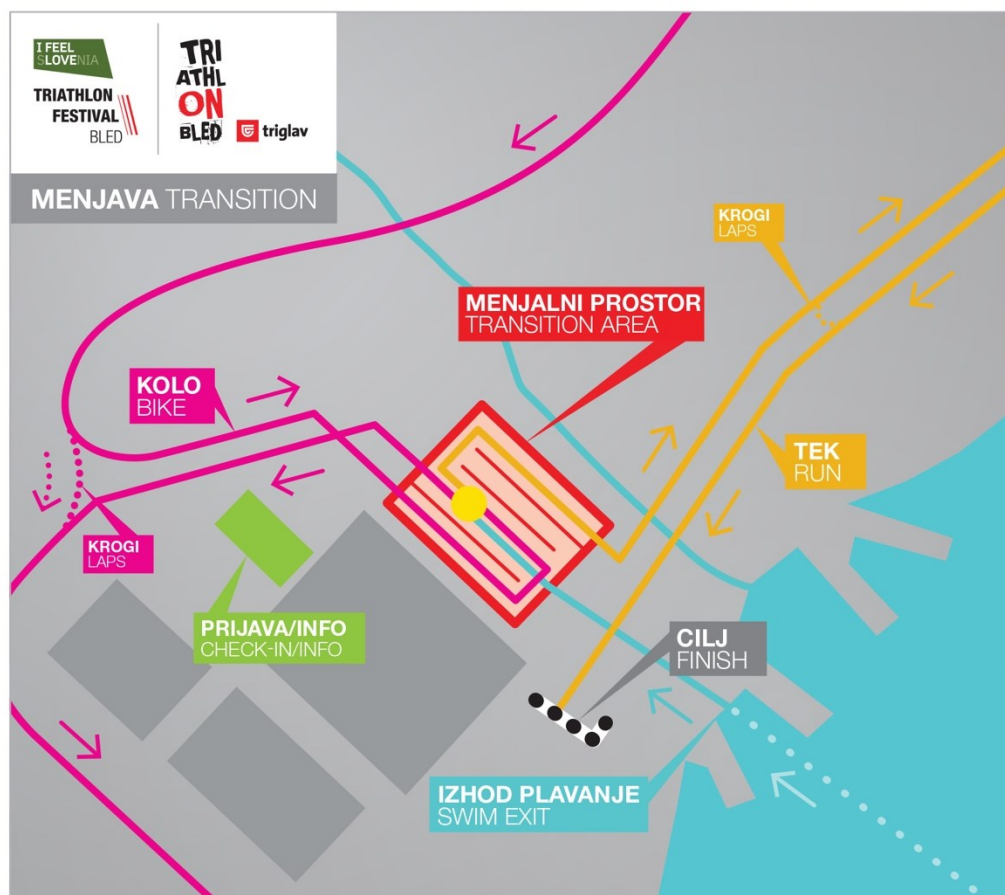 I FEEL
SLOVENIA
TRIATHLON
FESTIVAL
BLED
TRI
ATHL
ON
BLED
triglav
MENJAVA TRANSITION
KROGI
LAPS
MENJALNI PROSTOR
TRANSITION AREA
KOLO
BIKE
TEK
RUN
KROGI
LAPS
PRIJAVA/INFO
CHECK-IN/INFO
CILJ
FINISH
IZHOD PLAVANJE
SWIM EXIT